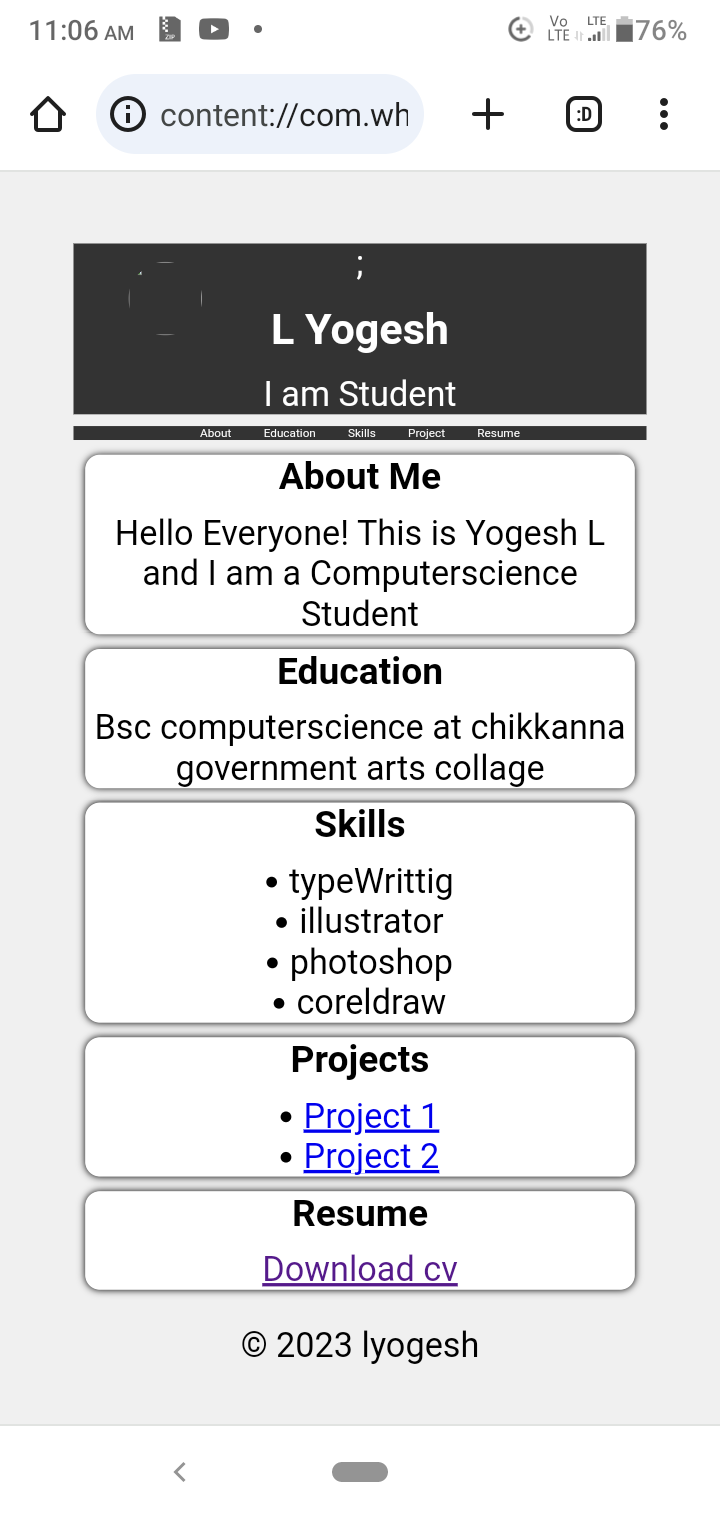 11:06 AM
ZIP
Vo LTE
LTE
76%
content://com.wh
:D
;
L Yogesh
I am Student
About Education Skills Project Resume
About Me
Hello Everyone! This is Yogesh L
and I am a Computerscience
Student
Education
Bsc computerscience at chikkanna
government arts collage
Skills
• typeWrittig
• illustrator
• photoshop
• coreldraw
Projects
• Project 1
• Project 2
Resume
Download cv
© 2023 lyogesh